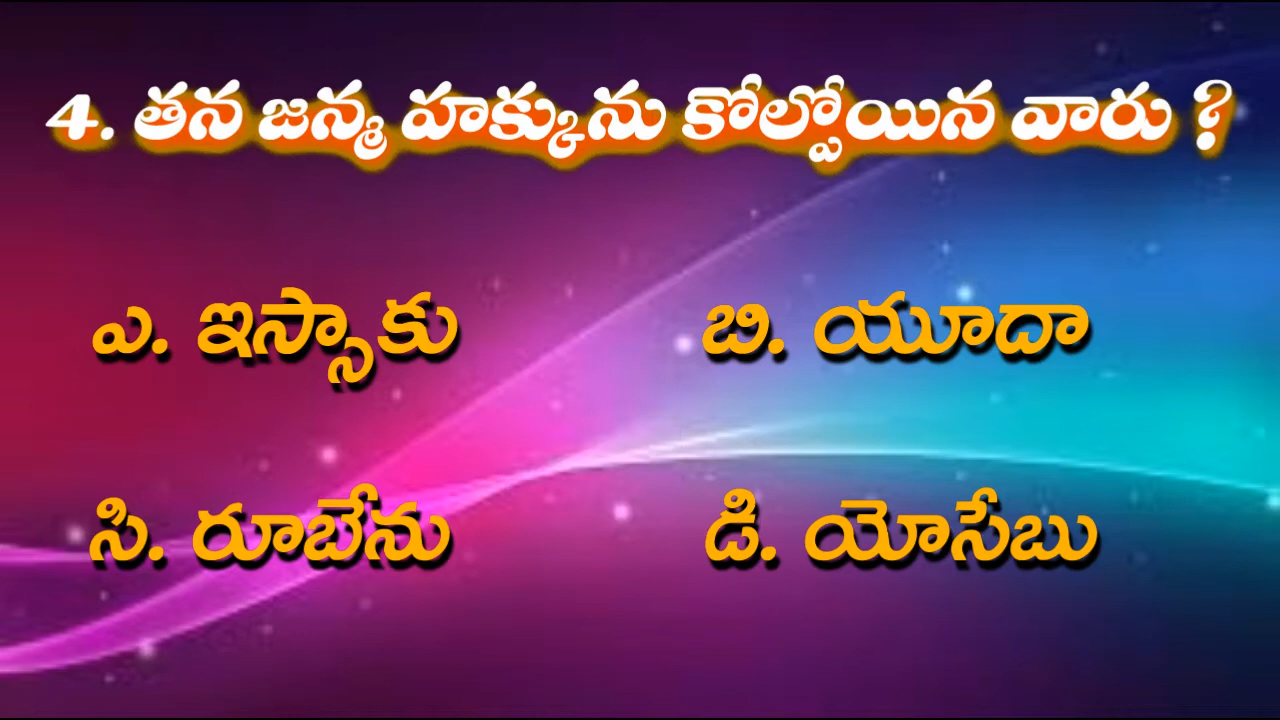 4. తన జన్మ హక్కును కోల్పోయిన వారు ?
ఎ. ఇస్సాకు
బి. యూదా
సి. రూబేను
డి. యోసేబు